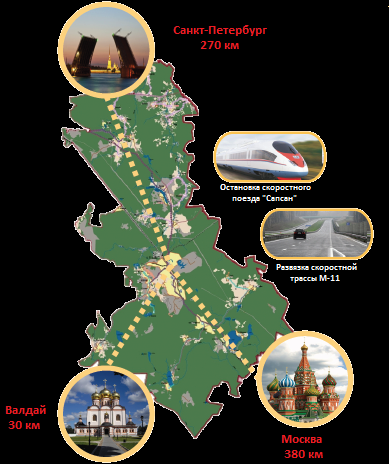 Санкт-Петербург
270 км
Остановка скоростного
поезда "Сапсан"
Развязка скоростной
трассы М-11
Валдай
30 км
Москва
380 км